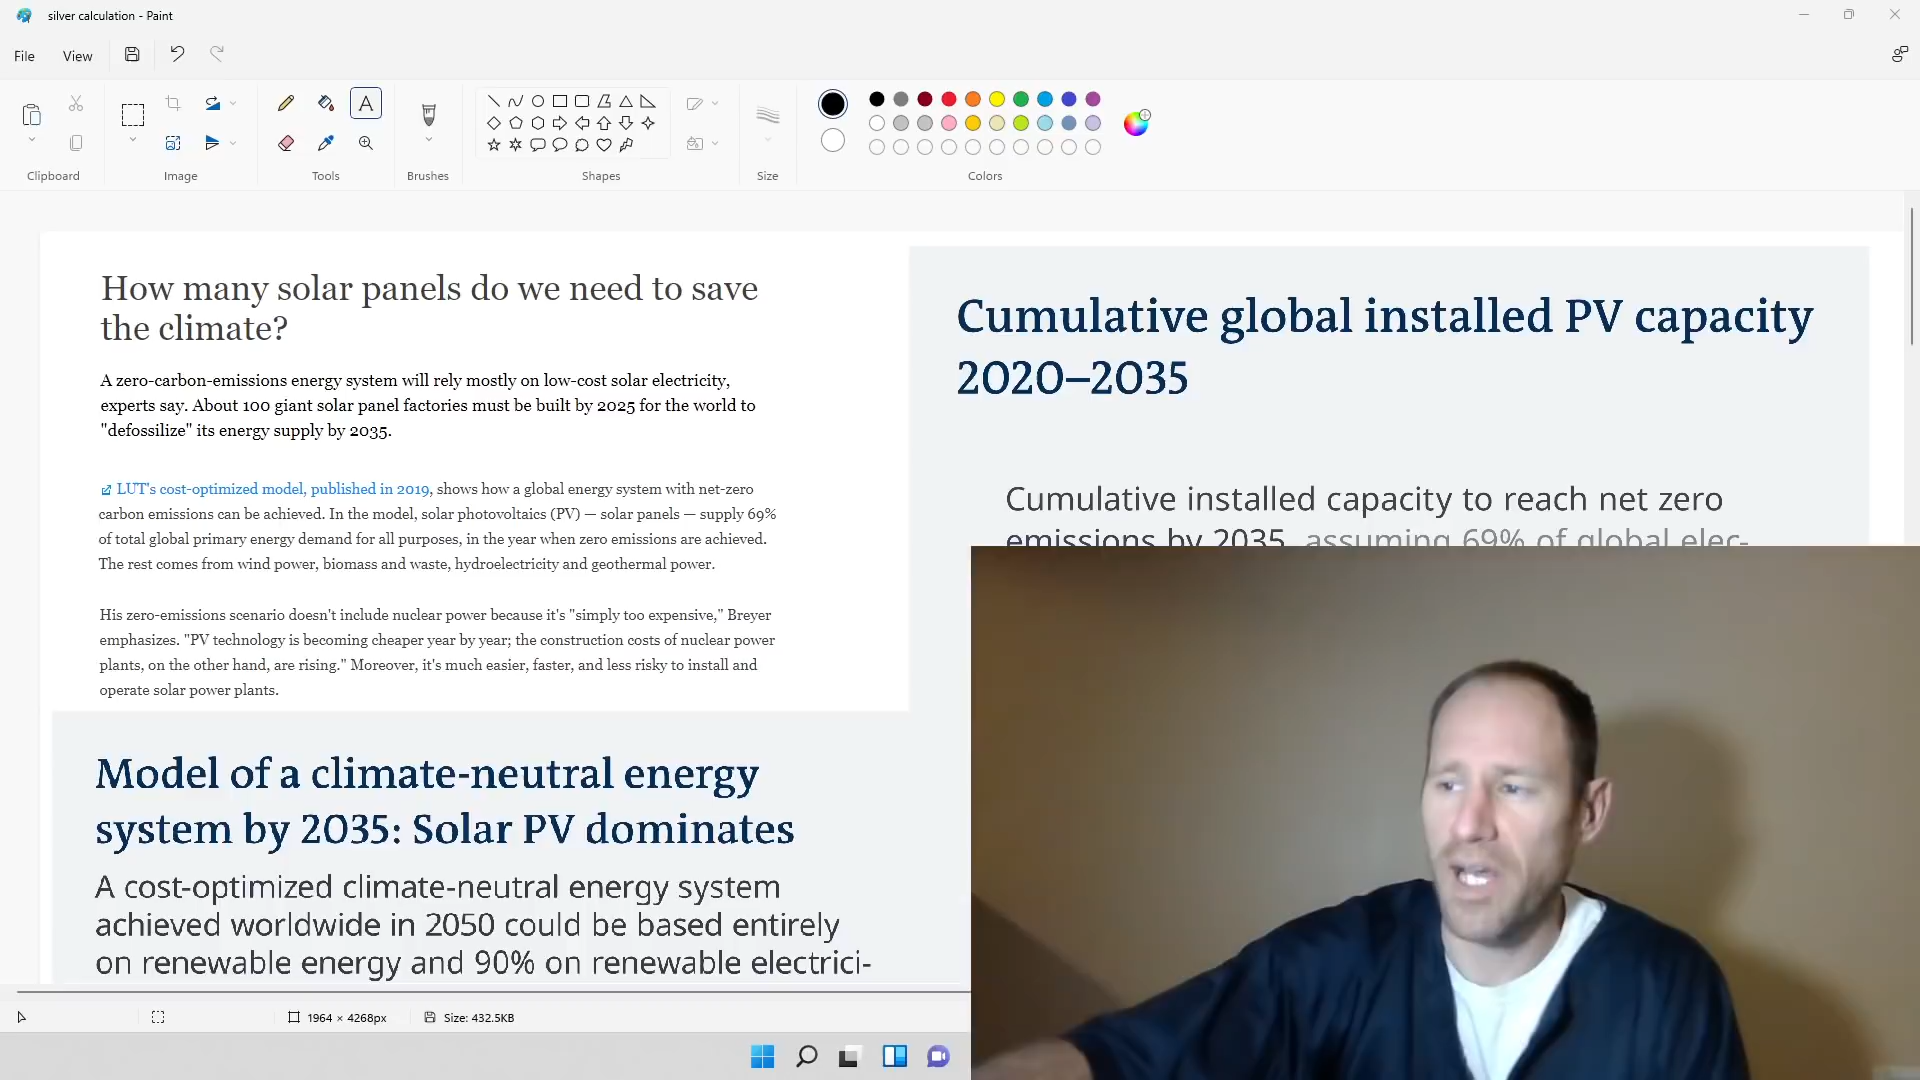 silver calculation - Paint
File
View
Clipboard
Image
Tools
Brushes
Shapes
Size
Colors
How many solar panels do we need to save
the climate?
A zero-carbon-emissions energy system will rely mostly on low-cost solar electricity,
experts say. About 100 giant solar panel factories must be built by 2025 for the world to
"defossilize" its energy supply by 2035.
LUT's cost-optimized model, published in 2019, shows how a global energy system with net-zero
carbon emissions can be achieved. In the model, solar photovoltaics (PV) — solar panels — supply 69%
of total global primary energy demand for all purposes, in the year when zero emissions are achieved.
The rest comes from wind power, biomass and waste, hydroelectricity and geothermal power.
His zero-emissions scenario doesn't include nuclear power because it's "simply too expensive," Breyer
emphasizes. "PV technology is becoming cheaper year by year; the construction costs of nuclear power
plants, on the other hand, are rising." Moreover, it's much easier, faster, and less risky to install and
operate solar power plants.
Model of a climate-neutral energy
system by 2035: Solar PV dominates
A cost-optimized climate-neutral energy system
achieved worldwide in 2050 could be based entirely
on renewable energy and 90% on renewable electrici-
Cumulative global installed PV capacity
2020–2035
Cumulative installed capacity to reach net zero
emissions by 2035, assuming 69% of global elec-
1964 × 4268px
Size: 432.5KB